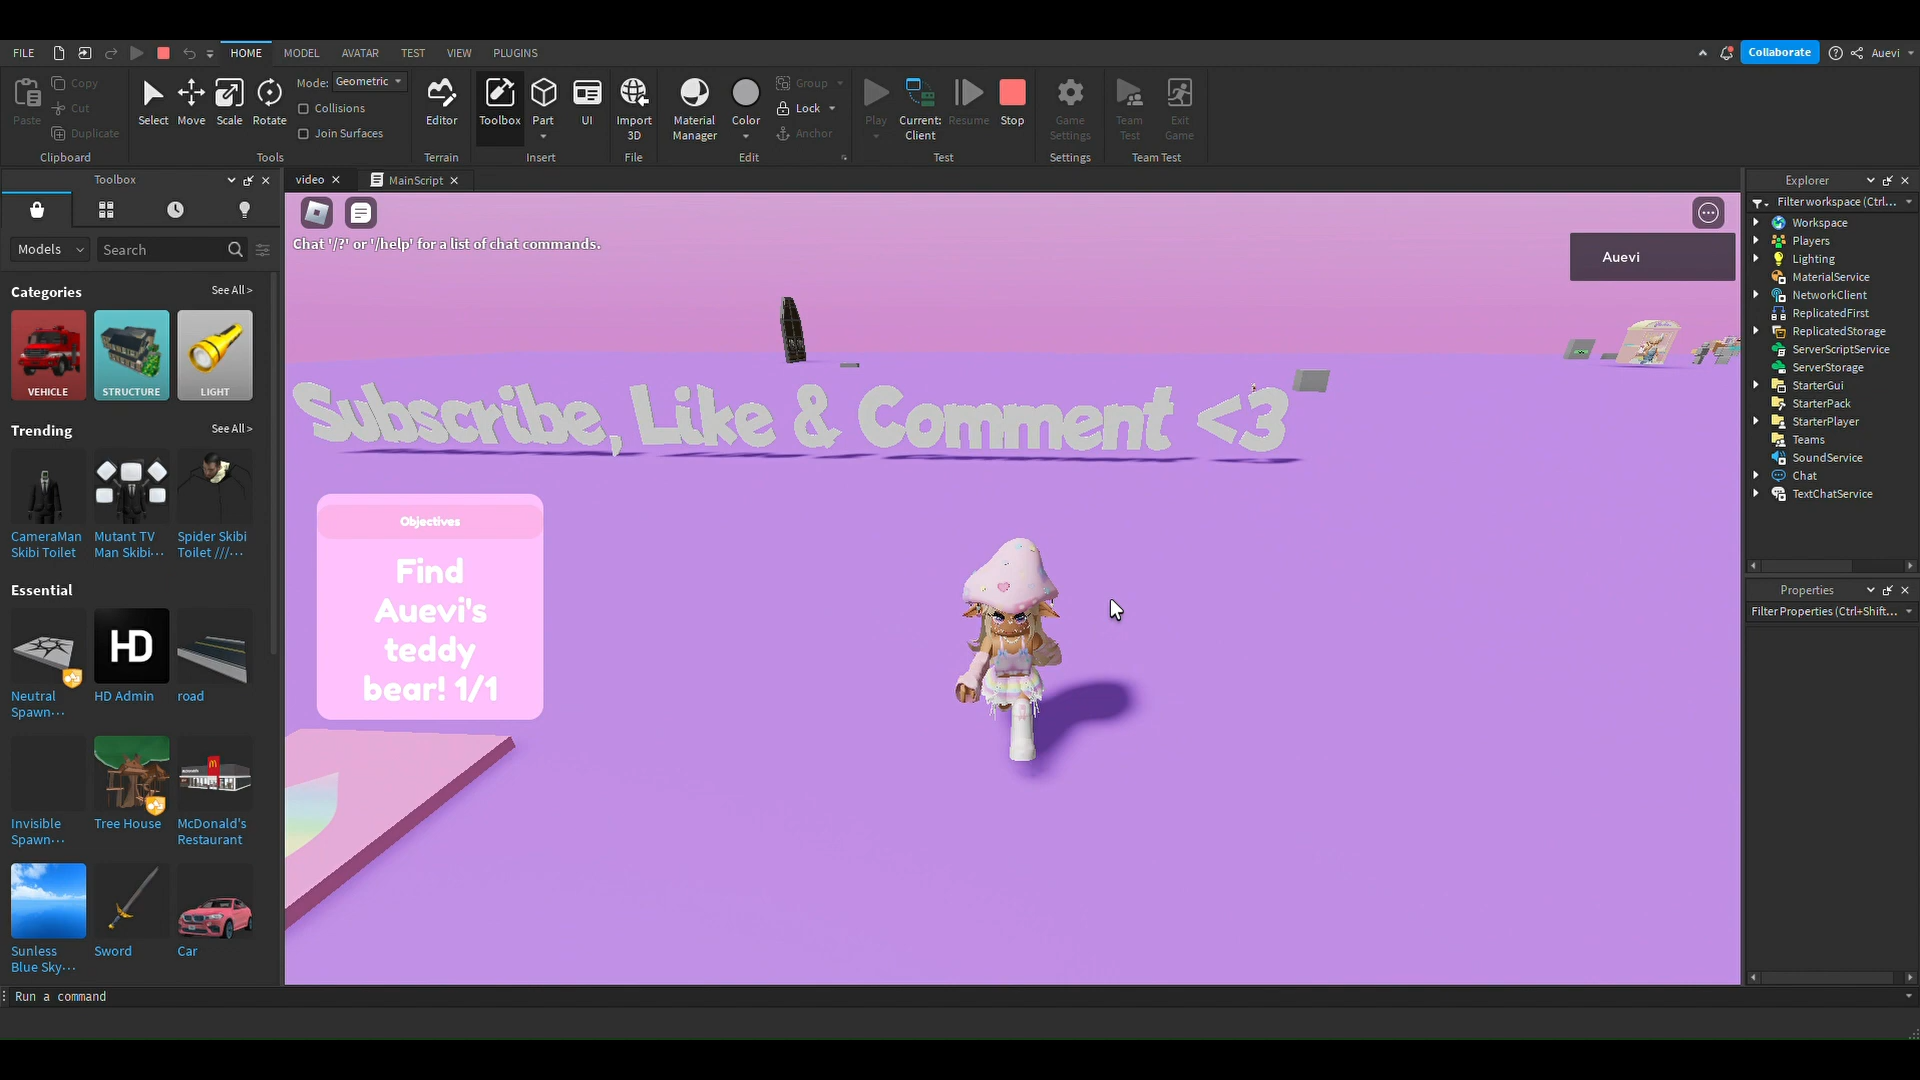 FILE
HOME
MODEL
AVATAR
TEST
VIEW
PLUGINS
Collaborate
Auevi
Paste
Copy
Cut
Duplicate
Clipboard
Select
Move
Scale
Rotate
Mode: Geometric
Collisions
Join Surfaces
Tools
Editor
Terrain
Toolbox
Part
UI
Insert
Import
3D
File
Material
Manager
Color
Group
Lock
Anchor
Edit
Play
Current:
Client
Resume
Stop
Test
Game
Settings
Settings
Team
Test
Exit
Game
Team Test
Toolbox
Models
Search
Categories
See All >
VEHICLE
STRUCTURE
LIGHT
Trending
See All >
CameraMan
Skibi Toilet
Mutant TV
Man Skibi···
Spider Skibi
Toilet ///···
Essential
Neutral
Spawn···
HD
HD Admin
road
Invisible
Spawn···
Tree House
McDonald's
Restaurant
Sunless
Blue Sky···
Sword
Car
video
MainScript
Chat '/?' or '/help' for a list of chat commands.
Auevi
Subscribe, Like & Comment <3
Objectives
Find
Auevi's
teddy
bear! 1/1
Explorer
Filter workspace (Ctrl...
Workspace
Players
Lighting
MaterialService
NetworkClient
ReplicatedFirst
ReplicatedStorage
ServerScriptService
ServerStorage
StarterGui
StarterPack
StarterPlayer
Teams
SoundService
Chat
TextChatService
Properties
Filter Properties (Ctrl+Shift...
Run a command